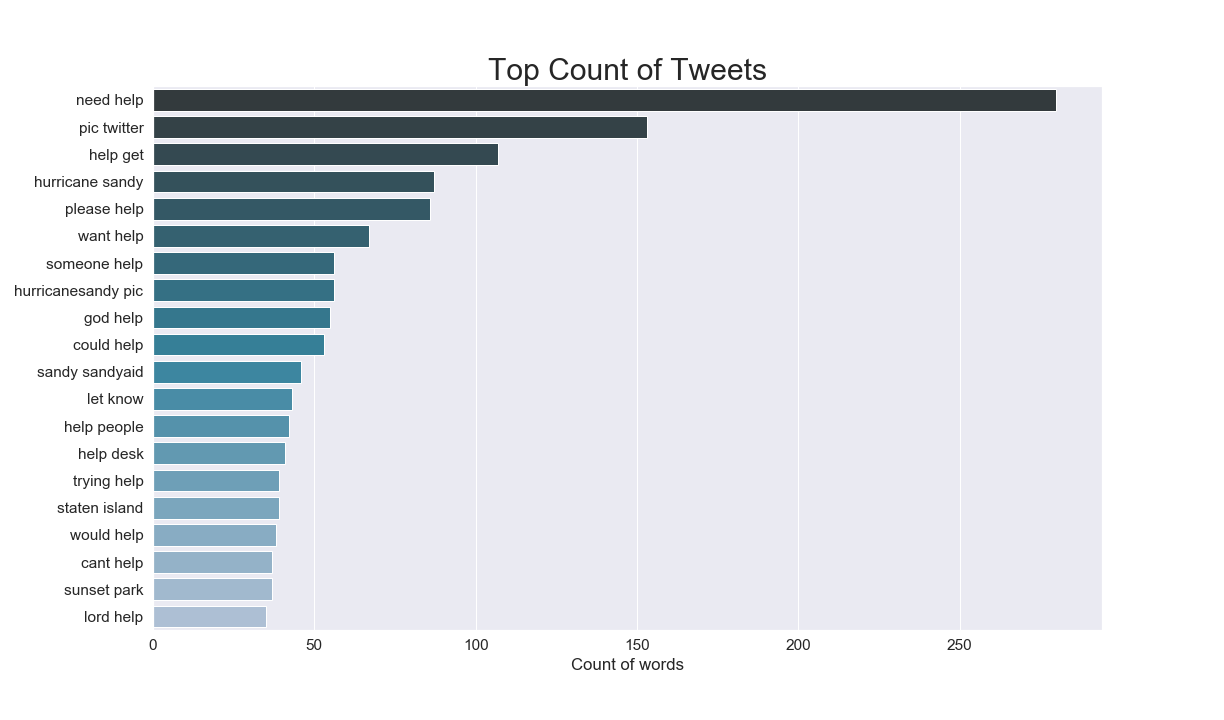 Top Count of Tweets
need help
pic twitter
help get
hurricane sandy
please help
want help
someone help
hurricanesandy pic
god help
could help
sandy sandyaid
let know
help people
help desk
trying help
staten island
would help
cant help
sunset park
lord help
0 50 100 150 200 250
Count of words